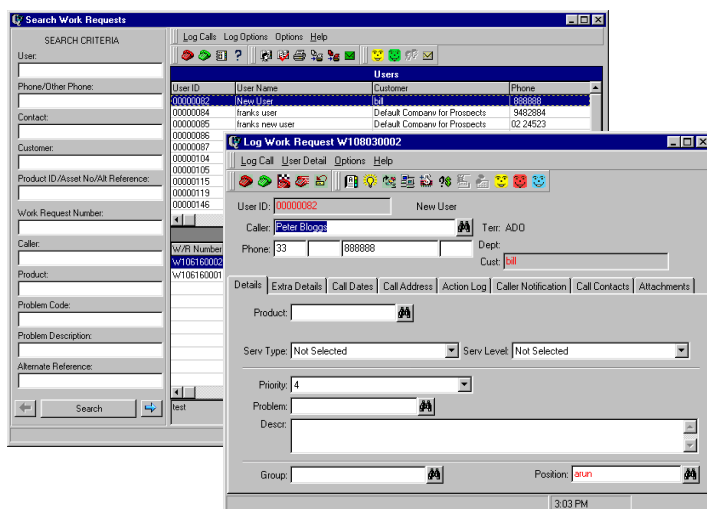 Search Work Requests
SEARCH CRITERIA
User:
Phone/Other Phone:
Contact:
Customer:
Product ID/Asset No/Alt Reference:
Work Request Number:
Caller:
Product:
Problem Code:
Problem Description:
Alternate Reference:
Search
Log Calls Log Options Options Help
Users
User ID User Name Customer Phone
00000082 New User bill 888888
00000084 franks user Default Company for Prospects 9482884
00000085 franks new user Default Company for Prospects 02 24523
00000086
00000087
00000104
00000105
00000115
00000119
00000146
W/R Number
W106160002
W106160001
test
Log Work Request W108030002
Log Call User Detail Options Help
User ID: 00000082 New User
Caller: Peter Bloggs Terr: ADO
Phone: 33 888888 Dept:
Cust: bill
Details Extra Details Call Dates Call Address Action Log Caller Notification Call Contacts Attachments
Product:
Serv Type: Not Selected Serv Level: Not Selected
Priority: 4
Problem:
Descr:
Group: Position: arun
3:03 PM